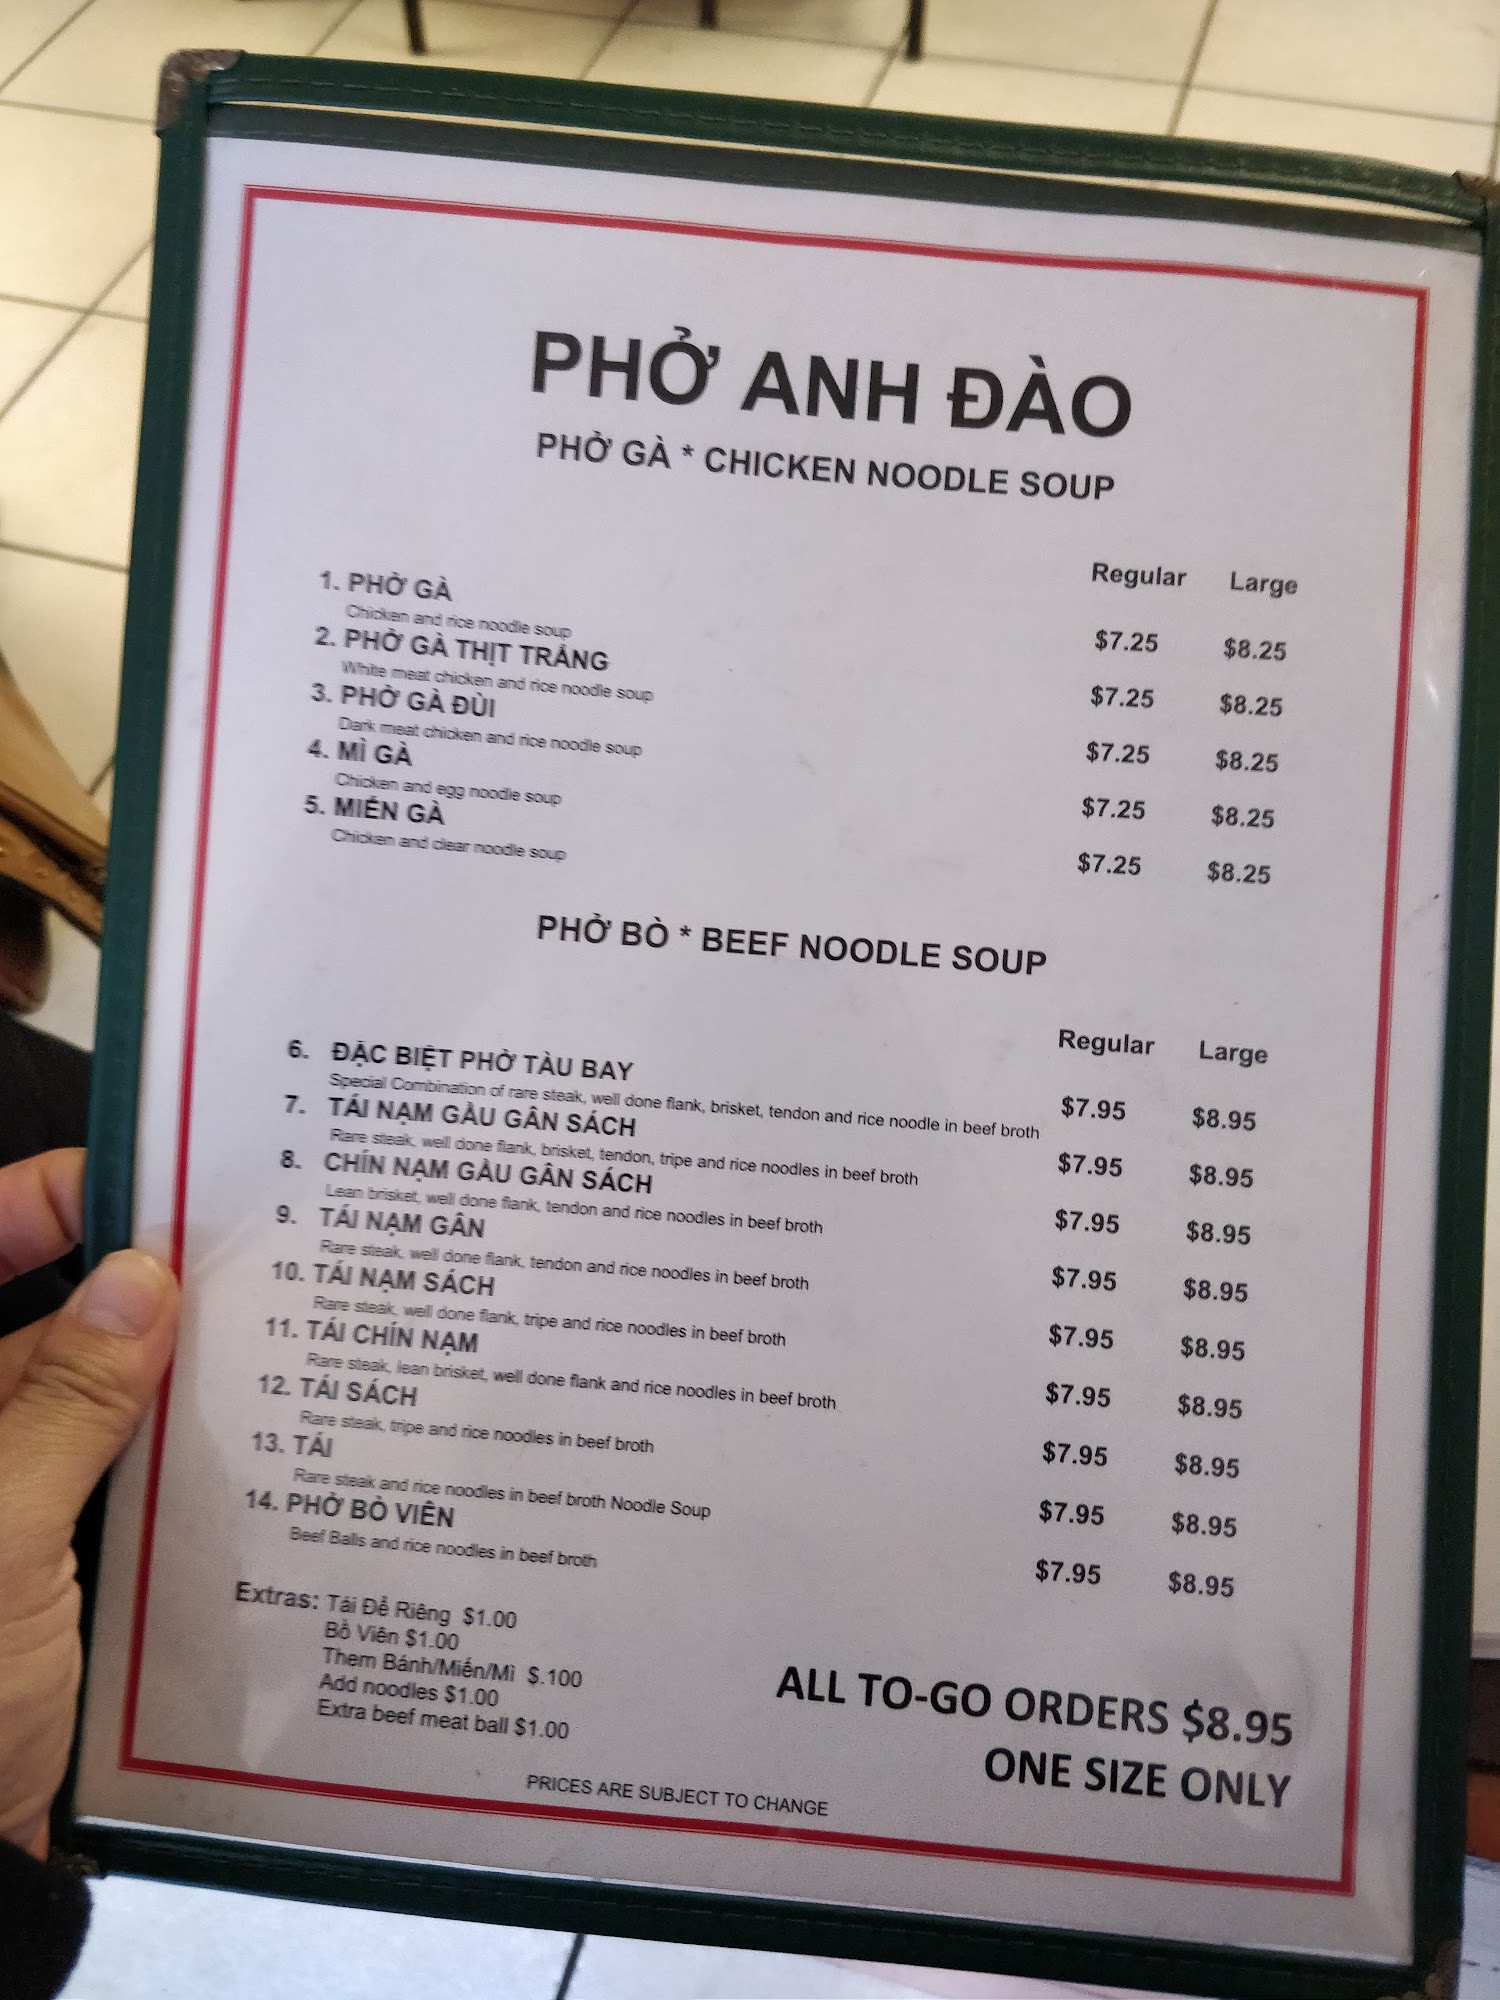 PHỞ ANH ĐÀO
PHỞ GÀ * CHICKEN NOODLE SOUP
Regular Large
1. PHỞ GÀ $7.25 $8.25
Chicken and rice noodle soup
2. PHỞ GÀ THỊT TRẮNG $7.25 $8.25
White meat chicken and rice noodle soup
3. PHỞ GÀ ĐÙI $7.25 $8.25
Dark meat chicken and rice noodle soup
4. MÌ GÀ $7.25 $8.25
Chicken and egg noodle soup
5. MIẾN GÀ $7.25 $8.25
Chicken and clear noodle soup
PHỞ BÒ * BEEF NOODLE SOUP
Regular Large
6. ĐẶC BIỆT PHỞ TÀU BAY $7.95 $8.95
Special Combination of rare steak, well done flank, brisket, tendon and rice noodle in beef broth
7. TÁI NẠM GÀU GÂN SÁCH $7.95 $8.95
Rare steak, well done flank, brisket, tendon, tripe and rice noodles in beef broth
8. CHÍN NẠM GÀU GÂN SÁCH $7.95 $8.95
Lean brisket, well done flank, tendon and rice noodles in beef broth
9. TÁI NẠM GÂN $7.95 $8.95
Rare steak, well done flank, tendon and rice noodles in beef broth
10. TÁI NẠM SÁCH $7.95 $8.95
Rare steak, well done flank, tripe and rice noodles in beef broth
11. TÁI CHÍN NẠM $7.95 $8.95
Rare steak, lean brisket, well done flank and rice noodles in beef broth
12. TÁI SÁCH $7.95 $8.95
Rare steak, tripe and rice noodles in beef broth
13. TÁI $7.95 $8.95
Rare steak and rice noodles in beef broth Noodle Soup
14. PHỞ BÒ VIÊN $7.95 $8.95
Beef Balls and rice noodles in beef broth
Extras: Tái Để Riêng $1.00
Bò Viên $1.00
Them Bánh/Miến/Mì $.100
Add noodles $1.00
Extra beef meat ball $1.00
ALL TO-GO ORDERS $8.95
ONE SIZE ONLY
PRICES ARE SUBJECT TO CHANGE